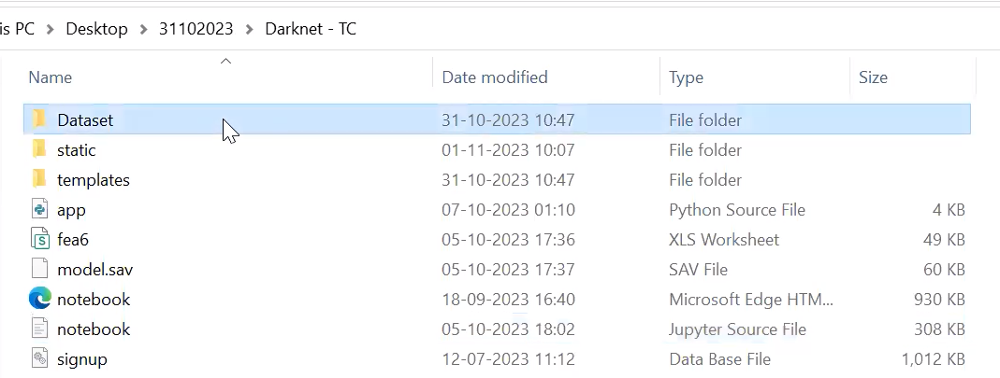 is PC > Desktop > 31102023 > Darknet - TC
Name Date modified Type Size
Dataset 31-10-2023 10:47 File folder
static 01-11-2023 10:07 File folder
templates 31-10-2023 10:47 File folder
app 07-10-2023 01:10 Python Source File 4 KB
fea6 05-10-2023 17:36 XLS Worksheet 49 KB
model.sav 05-10-2023 17:37 SAV File 60 KB
notebook 18-09-2023 16:40 Microsoft Edge HTM... 930 KB
notebook 05-10-2023 18:02 Jupyter Source File 308 KB
signup 12-07-2023 11:12 Data Base File 1,012 KB